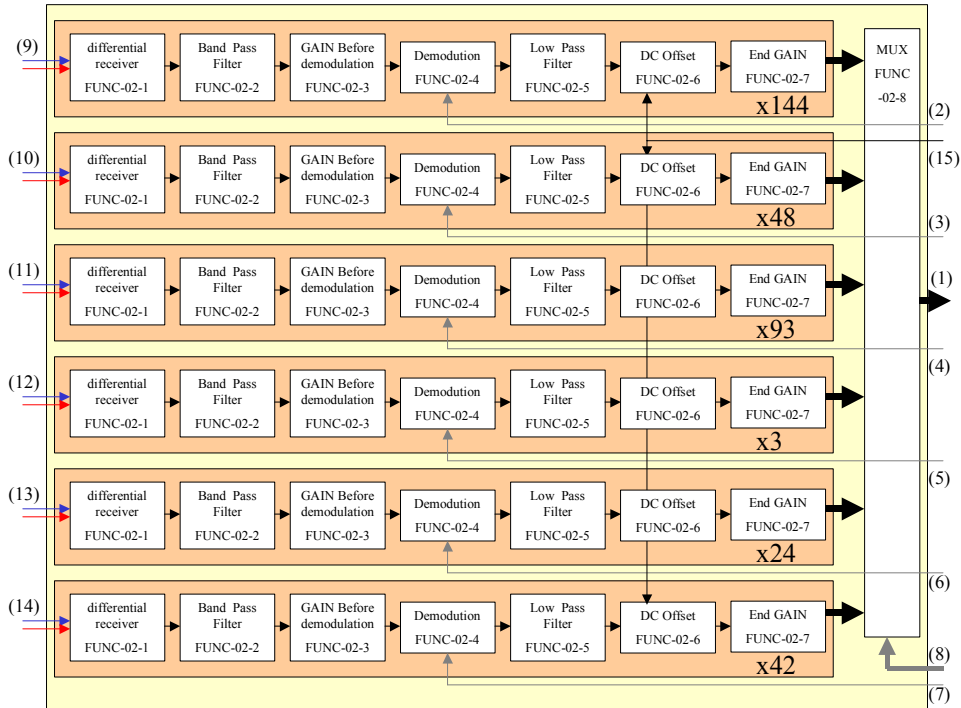 (9)
differential
receiver
FUNC-02-1
Band Pass
Filter
FUNC-02-2
GAIN Before
demodulation
FUNC-02-3
Demodution
FUNC-02-4
Low Pass
Filter
FUNC-02-5
DC Offset
FUNC-02-6
End GAIN
FUNC-02-7
x144
MUX
FUNC
-02-8
(2)
(10)
differential
receiver
FUNC-02-1
Band Pass
Filter
FUNC-02-2
GAIN Before
demodulation
FUNC-02-3
Demodution
FUNC-02-4
Low Pass
Filter
FUNC-02-5
DC Offset
FUNC-02-6
End GAIN
FUNC-02-7
x48
(15)
(3)
(11)
differential
receiver
FUNC-02-1
Band Pass
Filter
FUNC-02-2
GAIN Before
demodulation
FUNC-02-3
Demodution
FUNC-02-4
Low Pass
Filter
FUNC-02-5
DC Offset
FUNC-02-6
End GAIN
FUNC-02-7
x93
(1)
(4)
(12)
differential
receiver
FUNC-02-1
Band Pass
Filter
FUNC-02-2
GAIN Before
demodulation
FUNC-02-3
Demodution
FUNC-02-4
Low Pass
Filter
FUNC-02-5
DC Offset
FUNC-02-6
End GAIN
FUNC-02-7
x3
(5)
(13)
differential
receiver
FUNC-02-1
Band Pass
Filter
FUNC-02-2
GAIN Before
demodulation
FUNC-02-3
Demodution
FUNC-02-4
Low Pass
Filter
FUNC-02-5
DC Offset
FUNC-02-6
End GAIN
FUNC-02-7
x24
(6)
(14)
differential
receiver
FUNC-02-1
Band Pass
Filter
FUNC-02-2
GAIN Before
demodulation
FUNC-02-3
Demodution
FUNC-02-4
Low Pass
Filter
FUNC-02-5
DC Offset
FUNC-02-6
End GAIN
FUNC-02-7
x42
(8)
(7)